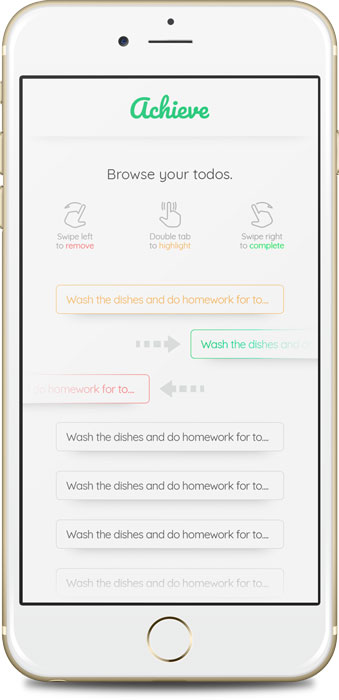 Achieve
Browse your todos.
Swipe left
to remove
Double tab
to highlight
Swipe right
to complete
Wash the dishes and do homework for to...
Wash the dishes and
go homework for to...
Wash the dishes and do homework for to...
Wash the dishes and do homework for to...
Wash the dishes and do homework for to...
Wash the dishes and do homework for to...